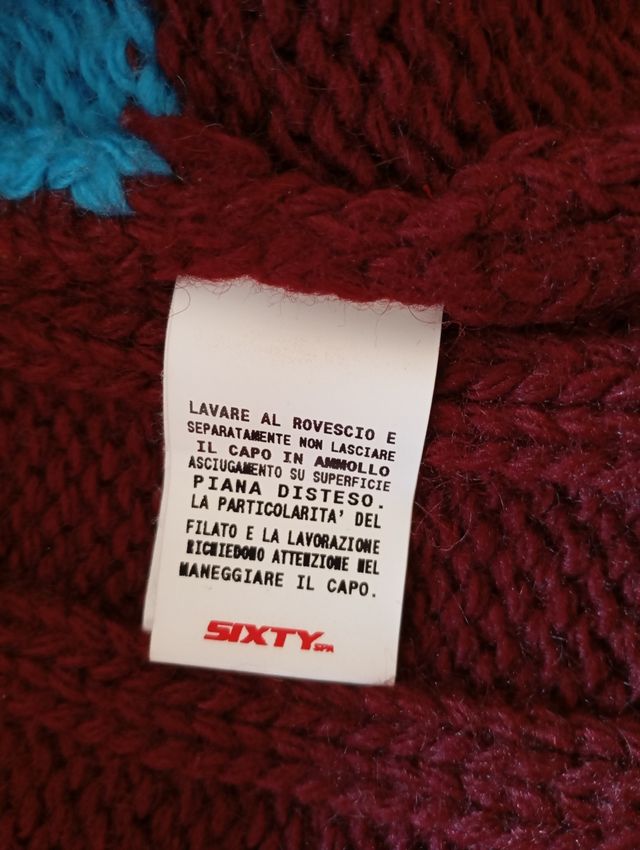 LAVARE AL ROVESCIO E
SEPARATAMENTE NON LASCIARE
IL CAPO IN AMMOLLO
ASCIUGAMENTO SU SUPERFICIE
PIANA DISTESO.
LA PARTICOLARITA' DEL
FILATO E LA LAVORAZIONE
RICHIEDONO ATTENZIONE NEL
MANEGGIARE IL CAPO.
SIXTY SPA